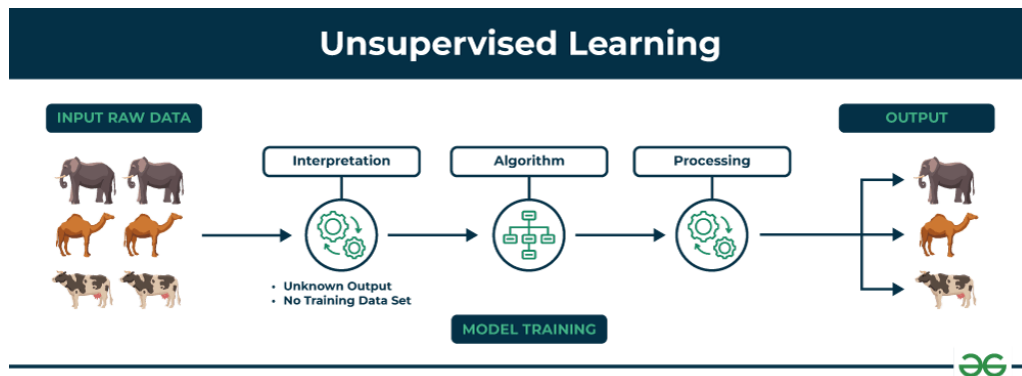 Unsupervised Learning
INPUT RAW DATA
OUTPUT
Interpretation
Algorithm
Processing
• Unknown Output
• No Training Data Set
MODEL TRAINING